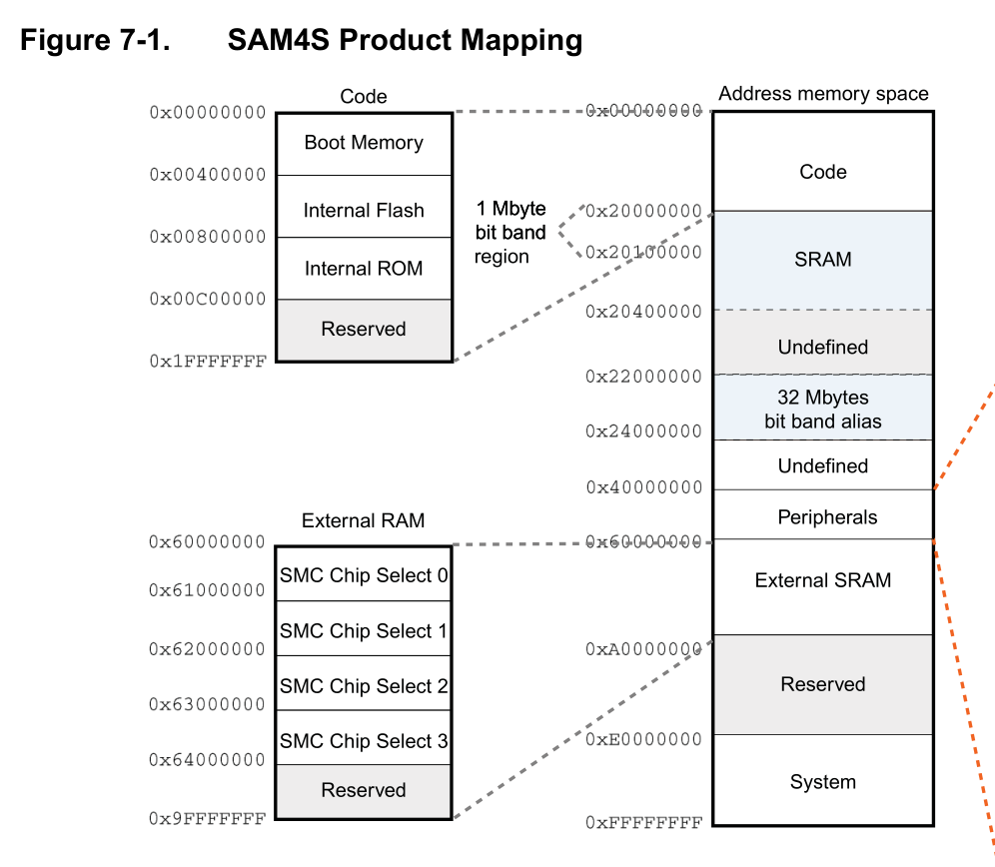 Figure 7-1. SAM4S Product Mapping
Code
0x00000000
Boot Memory
0x00400000
Internal Flash
0x00800000
Internal ROM
0x00C00000
Reserved
0x1FFFFFFF
1 Mbyte
bit band
region
External RAM
0x60000000
SMC Chip Select 0
0x61000000
SMC Chip Select 1
0x62000000
SMC Chip Select 2
0x63000000
SMC Chip Select 3
0x64000000
Reserved
0x9FFFFFFF
Address memory space
0x00000000
Code
0x20000000
0x20100000
SRAM
0x20400000
Undefined
0x22000000
32 Mbytes
bit band alias
0x24000000
Undefined
0x40000000
Peripherals
0x60000000
External SRAM
0xA0000000
Reserved
0xE0000000
System
0xFFFFFFFF